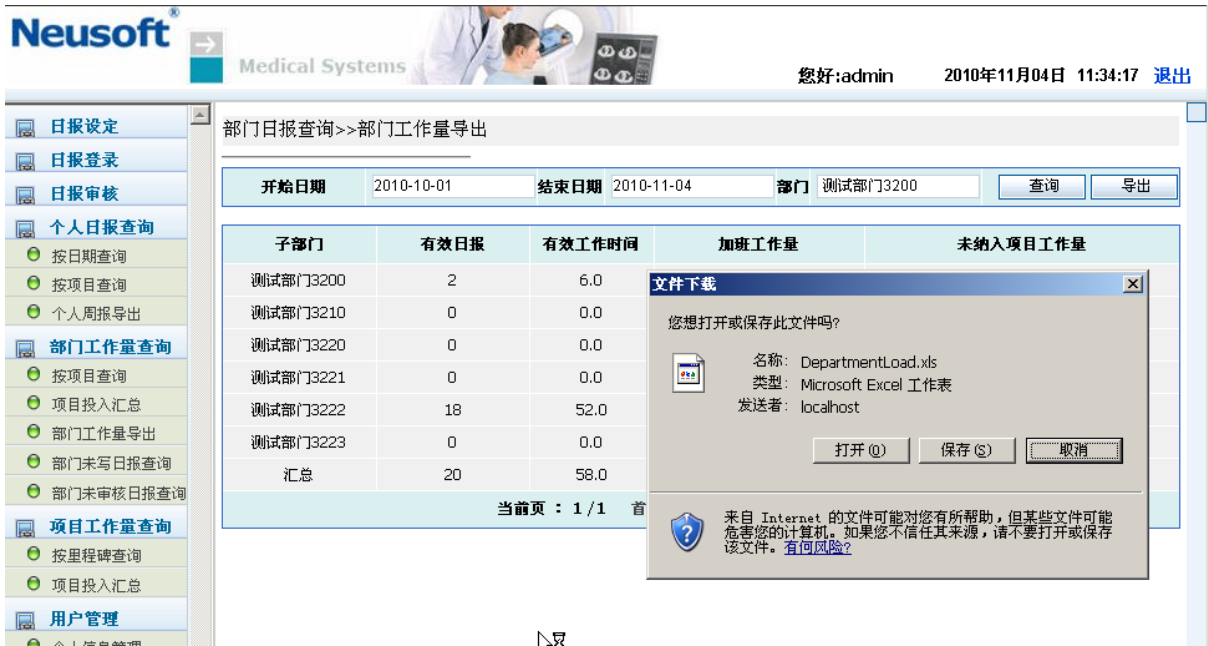 Neusoft®
Medical Systems
您好:admin 2010年11月04日 11:34:17 退出
日报设定
日报登录
日报审核
个人日报查询
按日期查询
按项目查询
个人周报导出
部门工作量查询
按项目查询
项目投入汇总
部门工作量导出
部门未写日报查询
部门未审核日报查询
项目工作量查询
按里程碑查询
项目投入汇总
用户管理
个人信息管理
部门日报查询>>部门工作量导出
开始日期 2010-10-01 结束日期 2010-11-04 部门 测试部门3200 查询 导出
子部门 有效日报 有效工作时间 加班工作量 未纳入项目工作量
测试部门3200 2 6.0
测试部门3210 0 0.0
测试部门3220 0 0.0
测试部门3221 0 0.0
测试部门3222 18 52.0
测试部门3223 0 0.0
汇总 20 58.0
当前页 : 1/1 首
文件下载
您想打开或保存此文件吗?
名称: DepartmentLoad.xls
类型: Microsoft Excel 工作表
发送者: localhost
打开(O) 保存(S) 取消
来自 Internet 的文件可能对您有所帮助，但某些文件可能
危害您的计算机。如果您不信任其来源，请不要打开或保存
该文件。有何风险?